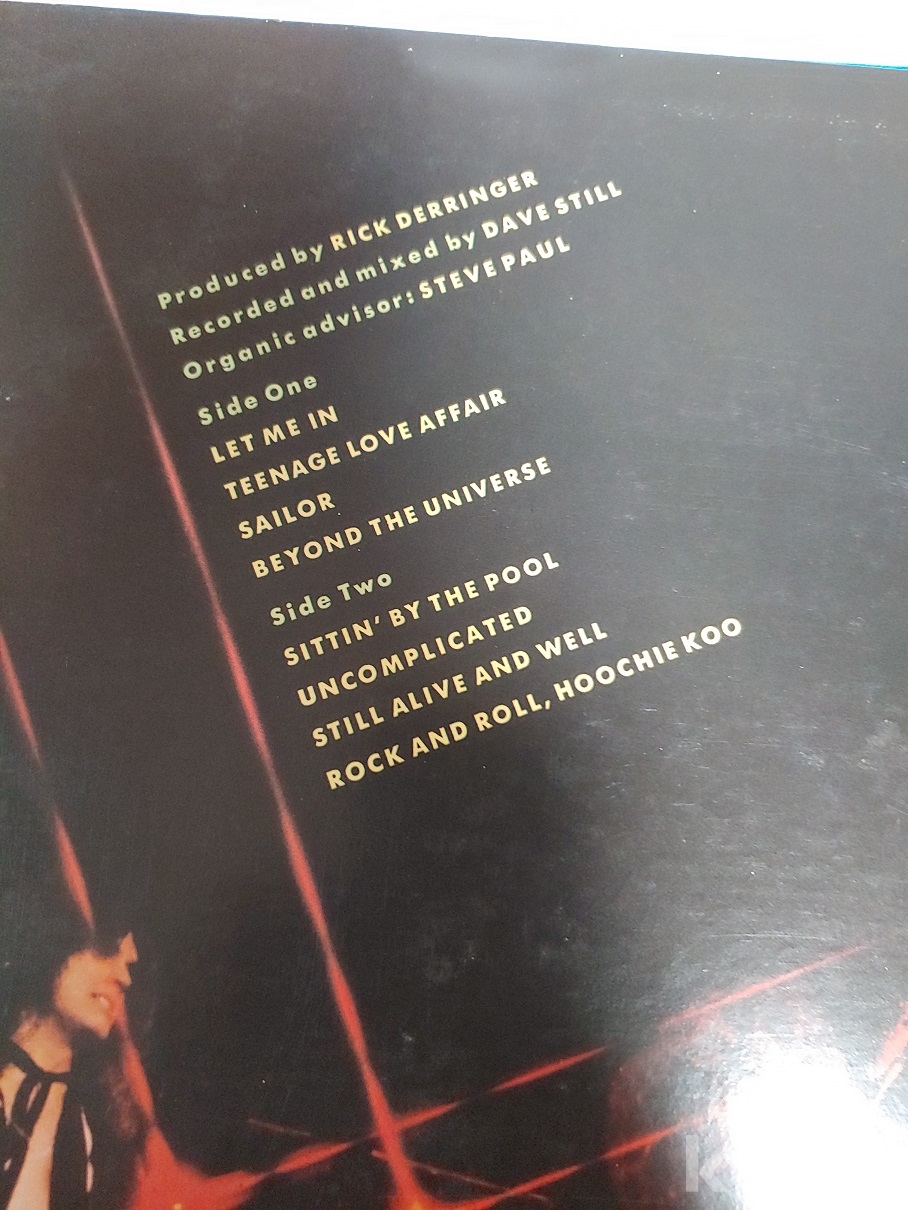 Produced by RICK DERRINGER
Recorded and mixed by DAVE STILL
Organic advisor: STEVE PAUL
Side One
LET ME IN
TEENAGE LOVE AFFAIR
SAILOR
BEYOND THE UNIVERSE
Side Two
SITTIN' BY THE POOL
UNCOMPLICATED
STILL ALIVE AND WELL
ROCK AND ROLL, HOOCHIE KOO